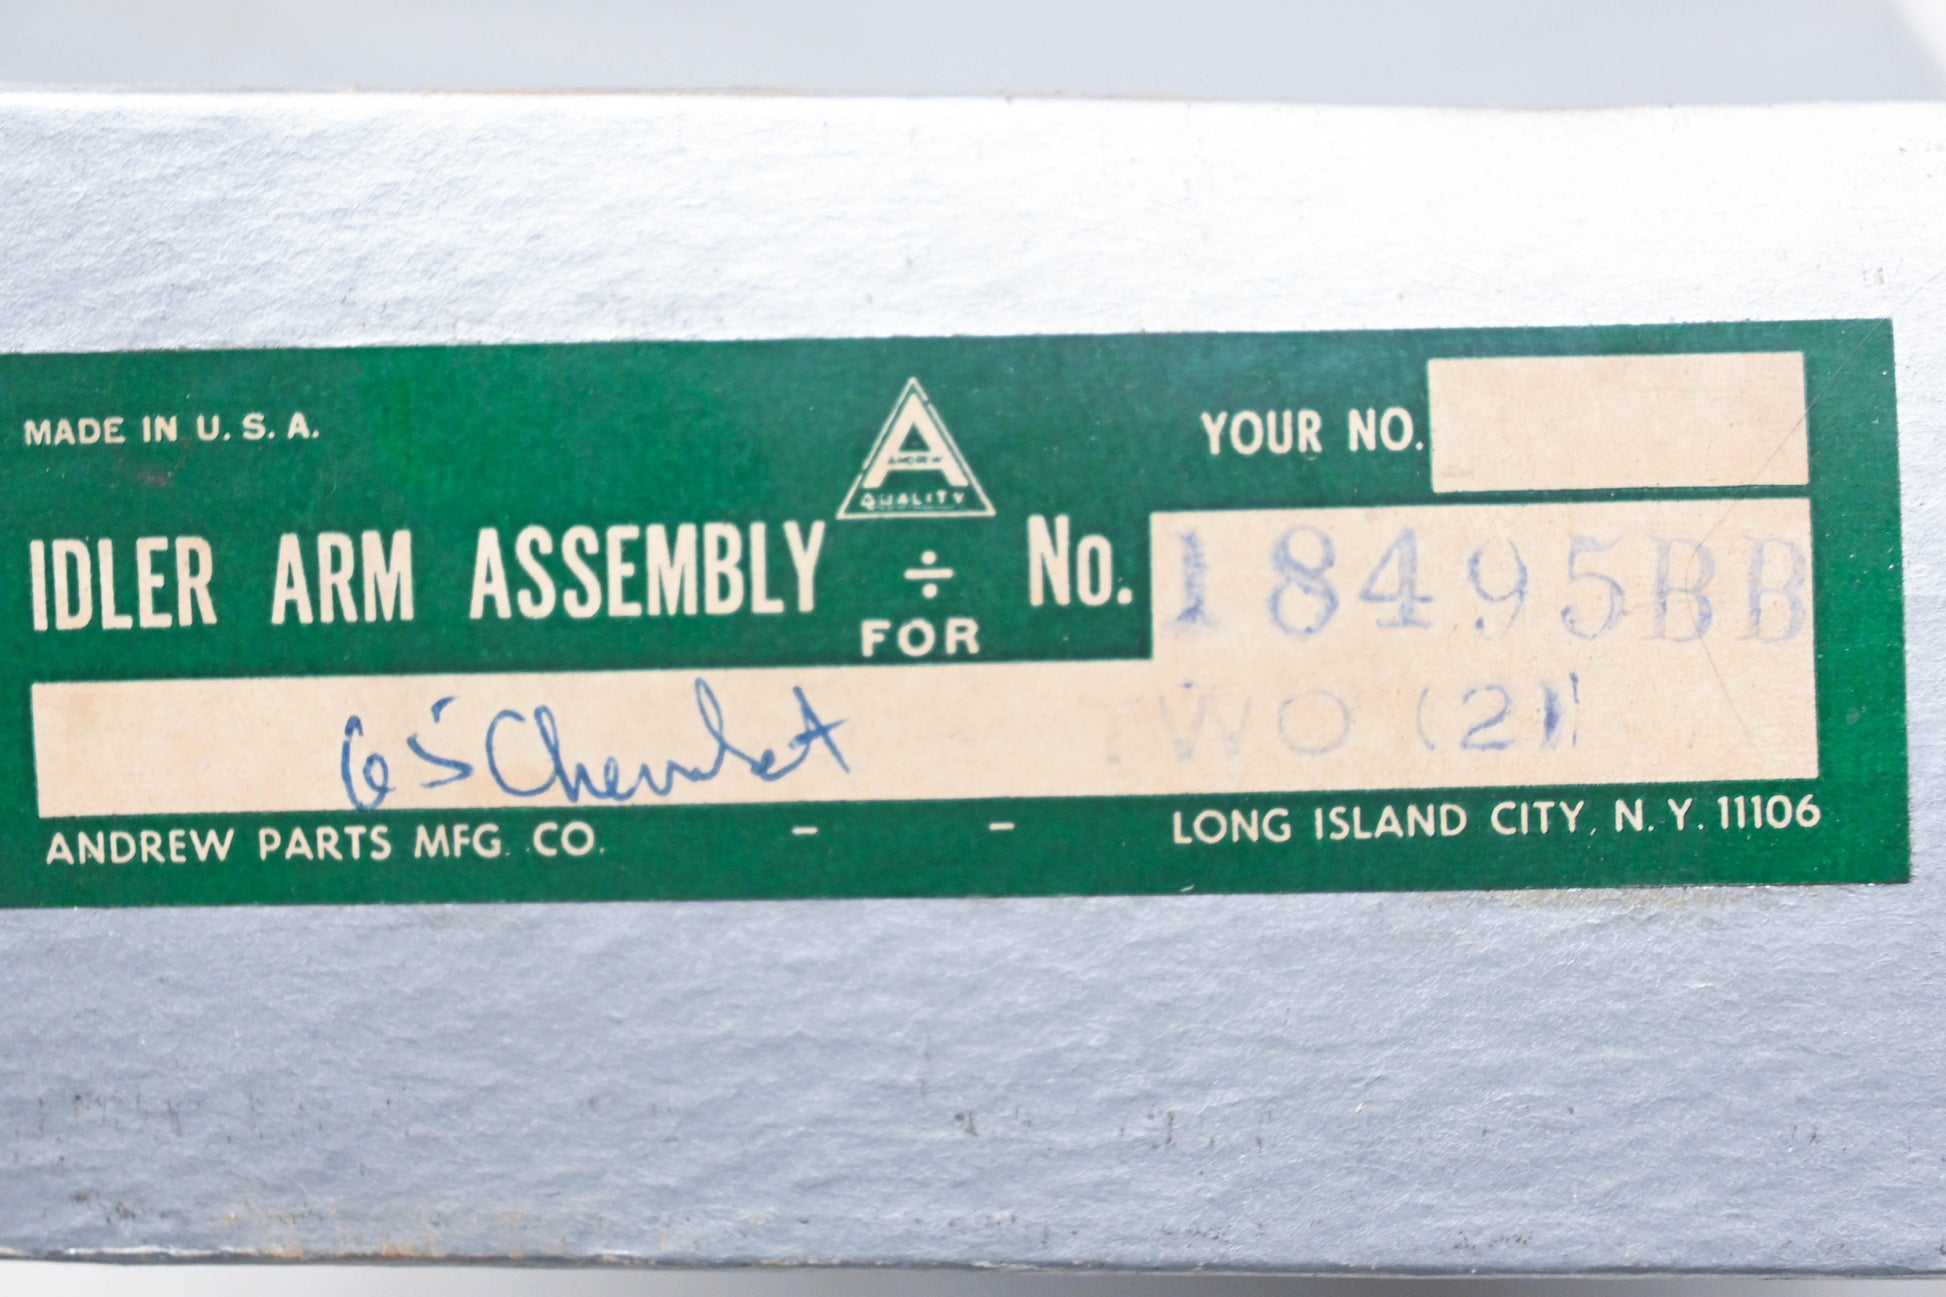 MADE IN U.S.A.
A
ANDREW
QUALITY
YOUR NO.
IDLER ARM ASSEMBLY ÷ No. 18495BB
FOR
65 Chevrolet TWO (2)
ANDREW PARTS MFG. CO. – – LONG ISLAND CITY, N.Y. 11106